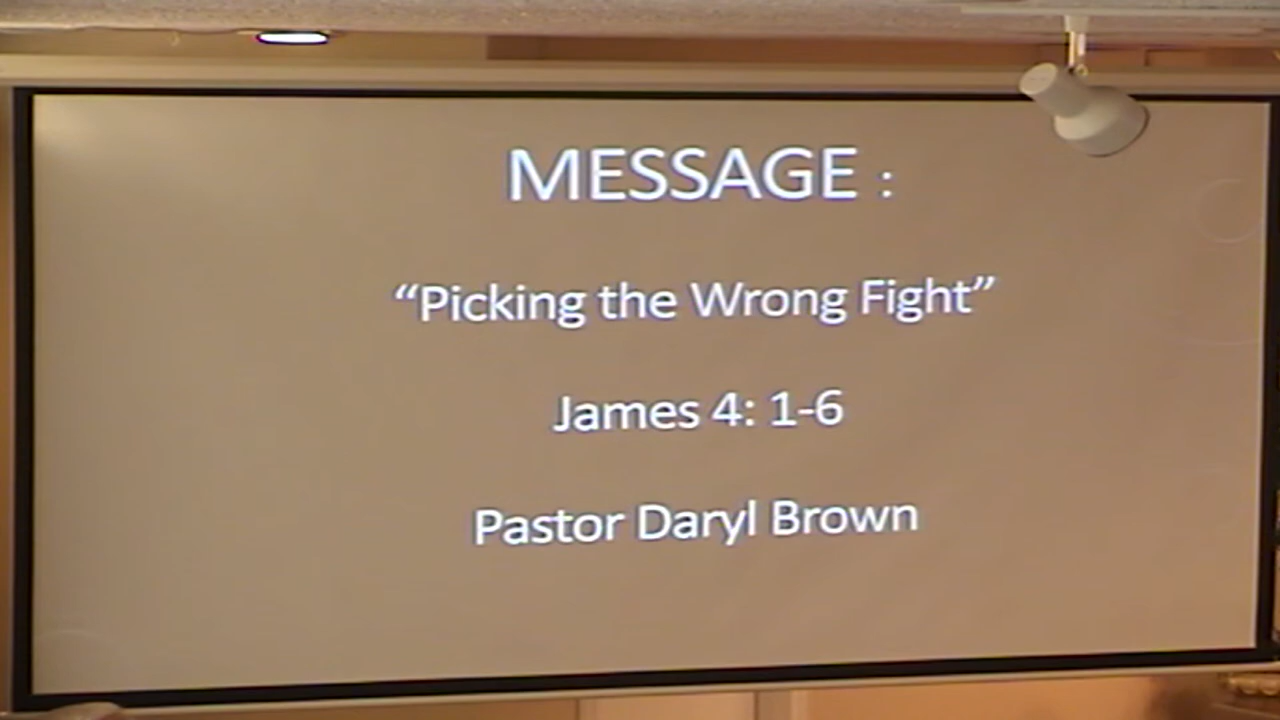 MESSAGE :
“Picking the Wrong Fight”
James 4: 1-6
Pastor Daryl Brown